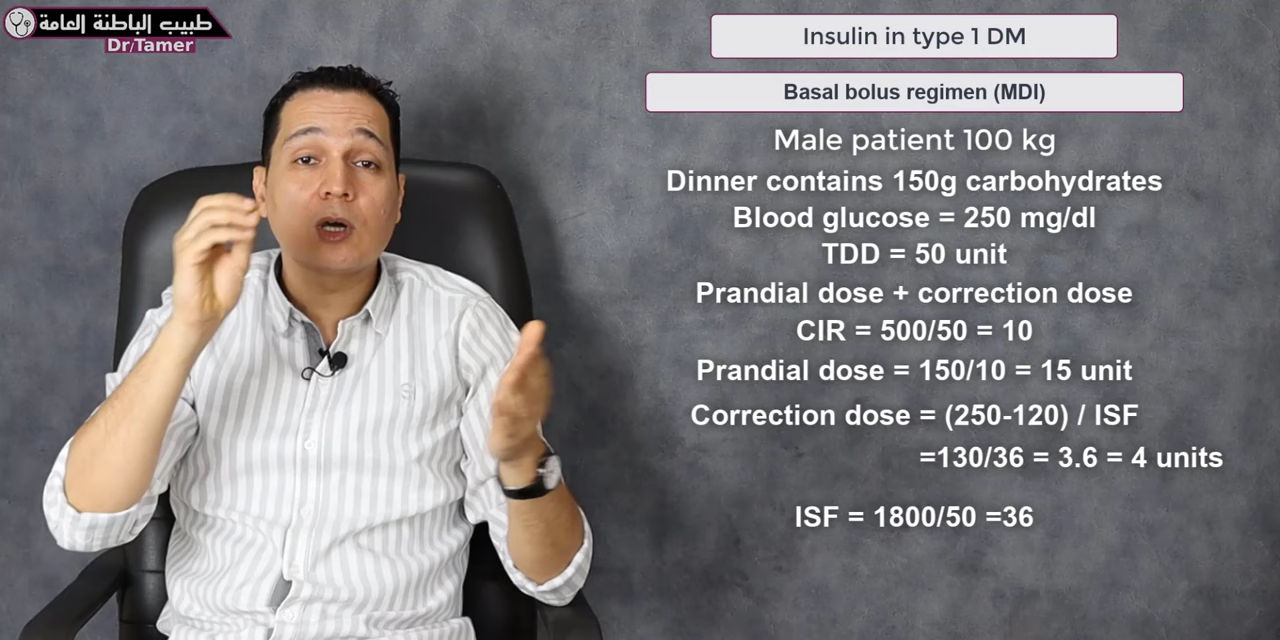 طبيب الباطنة العامة
Dr/Tamer
Insulin in type 1 DM
Basal bolus regimen (MDI)
Male patient 100 kg
Dinner contains 150g carbohydrates
Blood glucose = 250 mg/dl
TDD = 50 unit
Prandial dose + correction dose
CIR = 500/50 = 10
Prandial dose = 150/10 = 15 unit
Correction dose = (250-120) / ISF
=130/36 = 3.6 = 4 units
ISF = 1800/50 =36